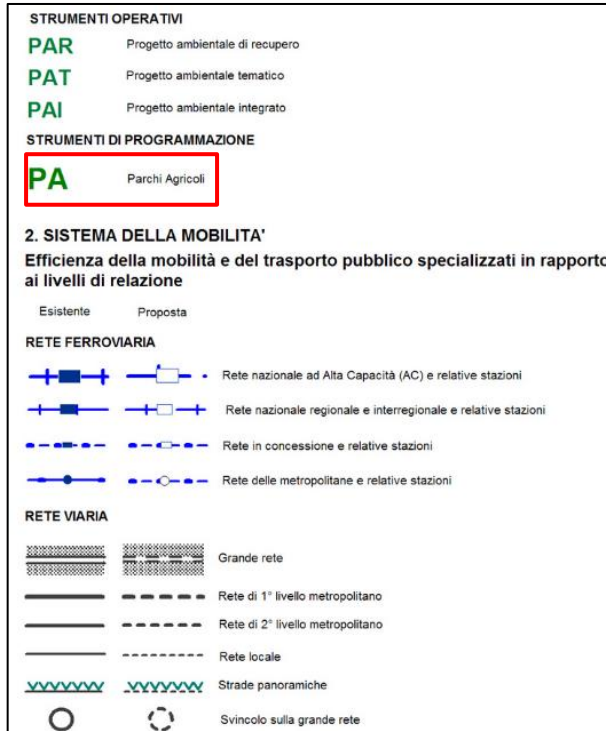 STRUMENTI OPERATIVI
PAR Progetto ambientale di recupero
PAT Progetto ambientale tematico
PAI Progetto ambientale integrato
STRUMENTI DI PROGRAMMAZIONE
PA Parchi Agricoli
2. SISTEMA DELLA MOBILITA'
Efficienza della mobilità e del trasporto pubblico specializzati in rapporto
ai livelli di relazione
Esistente Proposta
RETE FERROVIARIA
Rete nazionale ad Alta Capacità (AC) e relative stazioni
Rete nazionale regionale e interregionale e relative stazioni
Rete in concessione e relative stazioni
Rete delle metropolitane e relative stazioni
RETE VIARIA
Grande rete
Rete di 1° livello metropolitano
Rete di 2° livello metropolitano
Rete locale
Strade panoramiche
Svincolo sulla grande rete